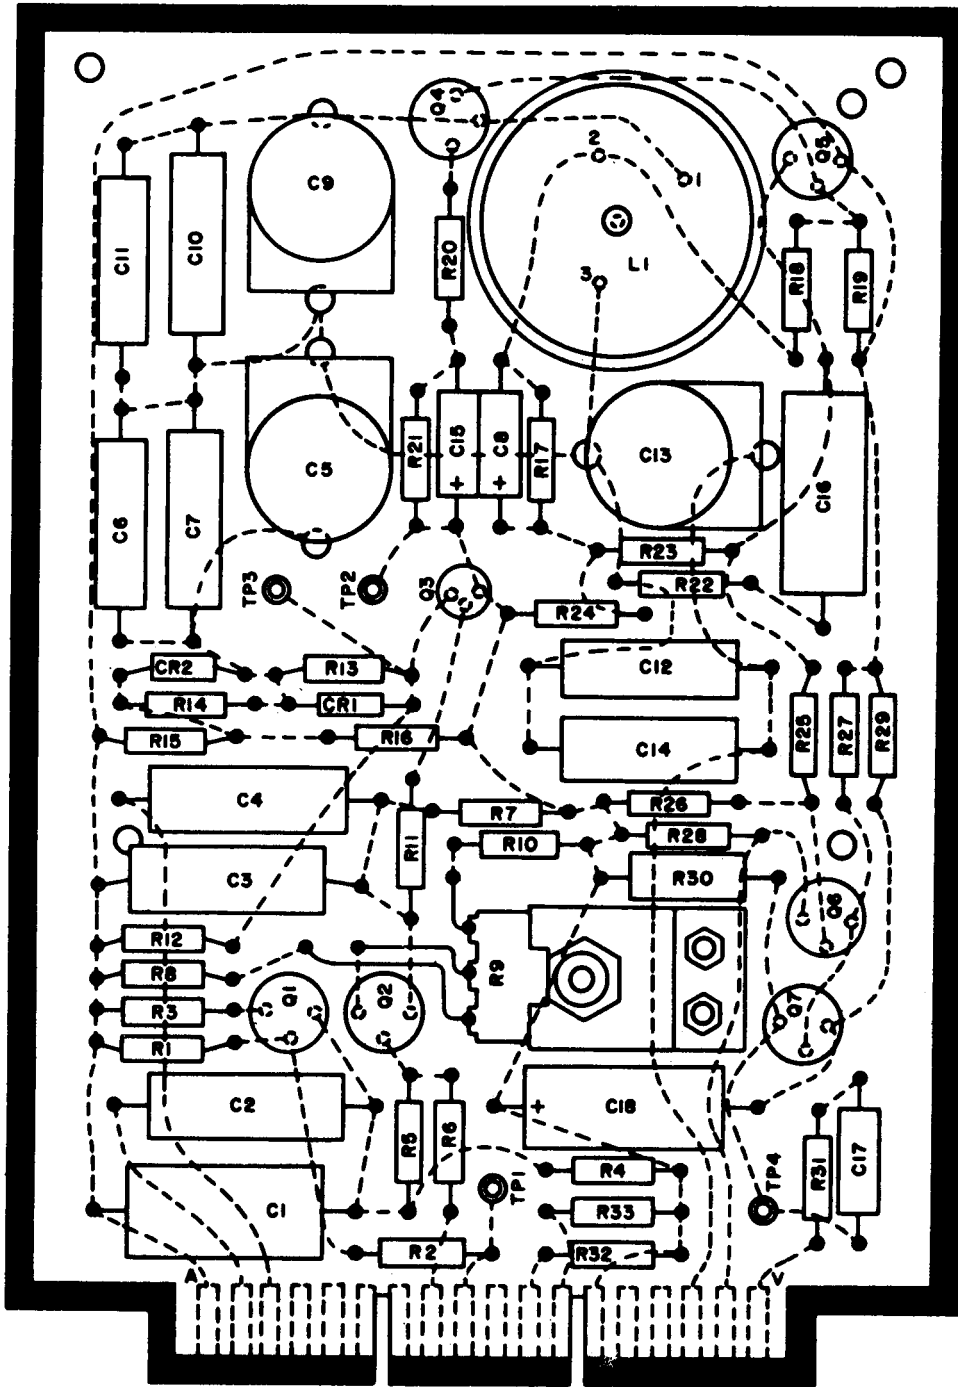 Q4
2
Q5
C9
1
C11
C10
R20
L1
R18
R19
3
R21
C15
C8
R17
C13
C16
+
+
C5
C6
C7
R23
R22
TP3
TP2
Q3
R24
CR2
R13
C12
R14
CR1
R15
R16
C14
R25
R27
R29
C4
R7
R26
R11
R10
R28
C3
R30
R12
Q6
R8
R9
Q1
Q2
R3
Q7
R1
C2
R5
R6
+
C18
R31
C17
R4
TP1
TP4
C1
R33
R2
R32
A
V